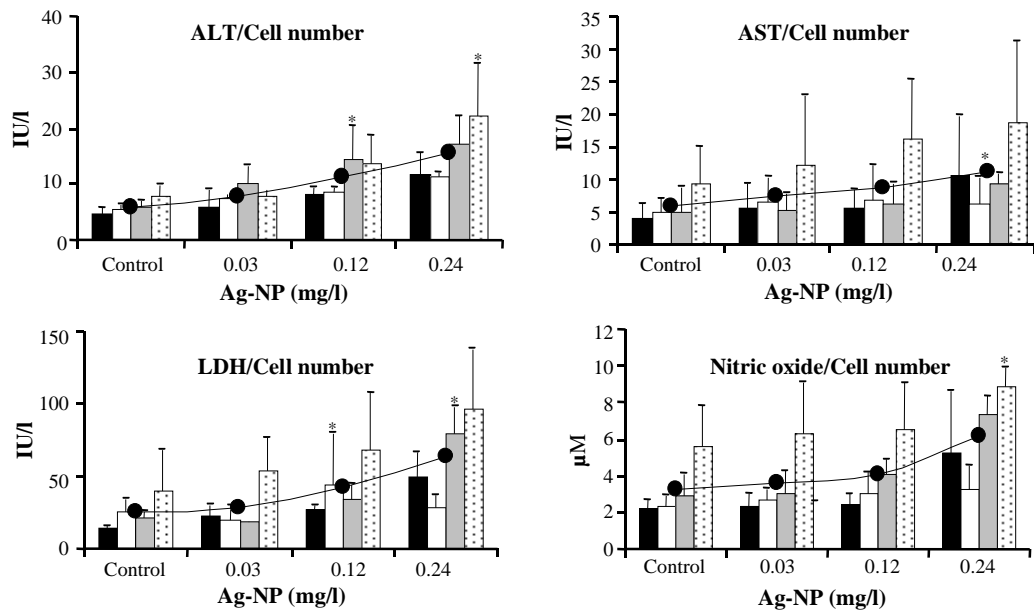 ALT/Cell number
40
30
20
10
0
IU/l
*
*
Control 0.03 0.12 0.24
Ag-NP (mg/l)
AST/Cell number
35
30
25
20
15
10
5
0
IU/l
*
Control 0.03 0.12 0.24
Ag-NP (mg/l)
LDH/Cell number
150
100
50
0
IU/l
*
*
Control 0.03 0.12 0.24
Ag-NP (mg/l)
Nitric oxide/Cell number
12
10
8
6
4
2
0
µM
*
Control 0.03 0.12 0.24
Ag-NP (mg/l)